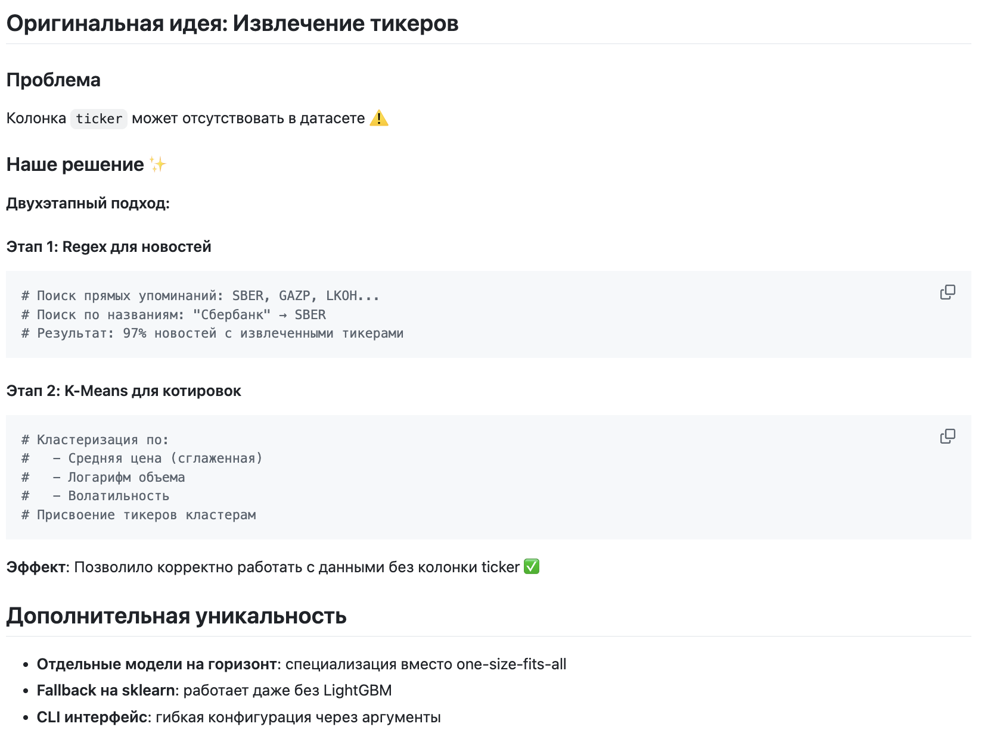 Оригинальная идея: Извлечение тикеров
Проблема
Колонка ticker может отсутствовать в датасете ⚠️
Наше решение ✨
Двухэтапный подход:
Этап 1: Regex для новостей
# Поиск прямых упоминаний: SBER, GAZP, LKOH...
# Поиск по названиям: "Сбербанк" → SBER
# Результат: 97% новостей с извлеченными тикерами
Этап 2: K-Means для котировок
# Кластеризация по:
#   - Средняя цена (сглаженная)
#   - Логарифм объема
#   - Волатильность
# Присвоение тикеров кластерам
Эффект: Позволило корректно работать с данными без колонки ticker ✅
Дополнительная уникальность
• Отдельные модели на горизонт: специализация вместо one-size-fits-all
• Fallback на sklearn: работает даже без LightGBM
• CLI интерфейс: гибкая конфигурация через аргументы